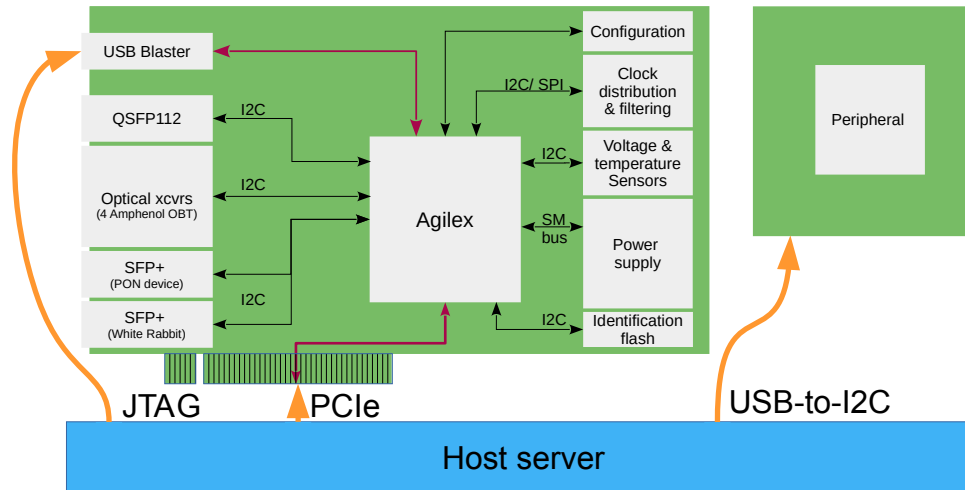 USB Blaster
QSFP112
Optical xcvrs
(4 Amphenol OBT)
SFP+
(PON device)
SFP+
(White Rabbit)
I2C
I2C
I2C
Agilex
I2C/ SPI
I2C
SM
bus
I2C
Configuration
Clock
distribution
& filtering
Voltage &
temperature
Sensors
Power
supply
Identification
flash
Peripheral
JTAG
PCIe
USB-to-I2C
Host server